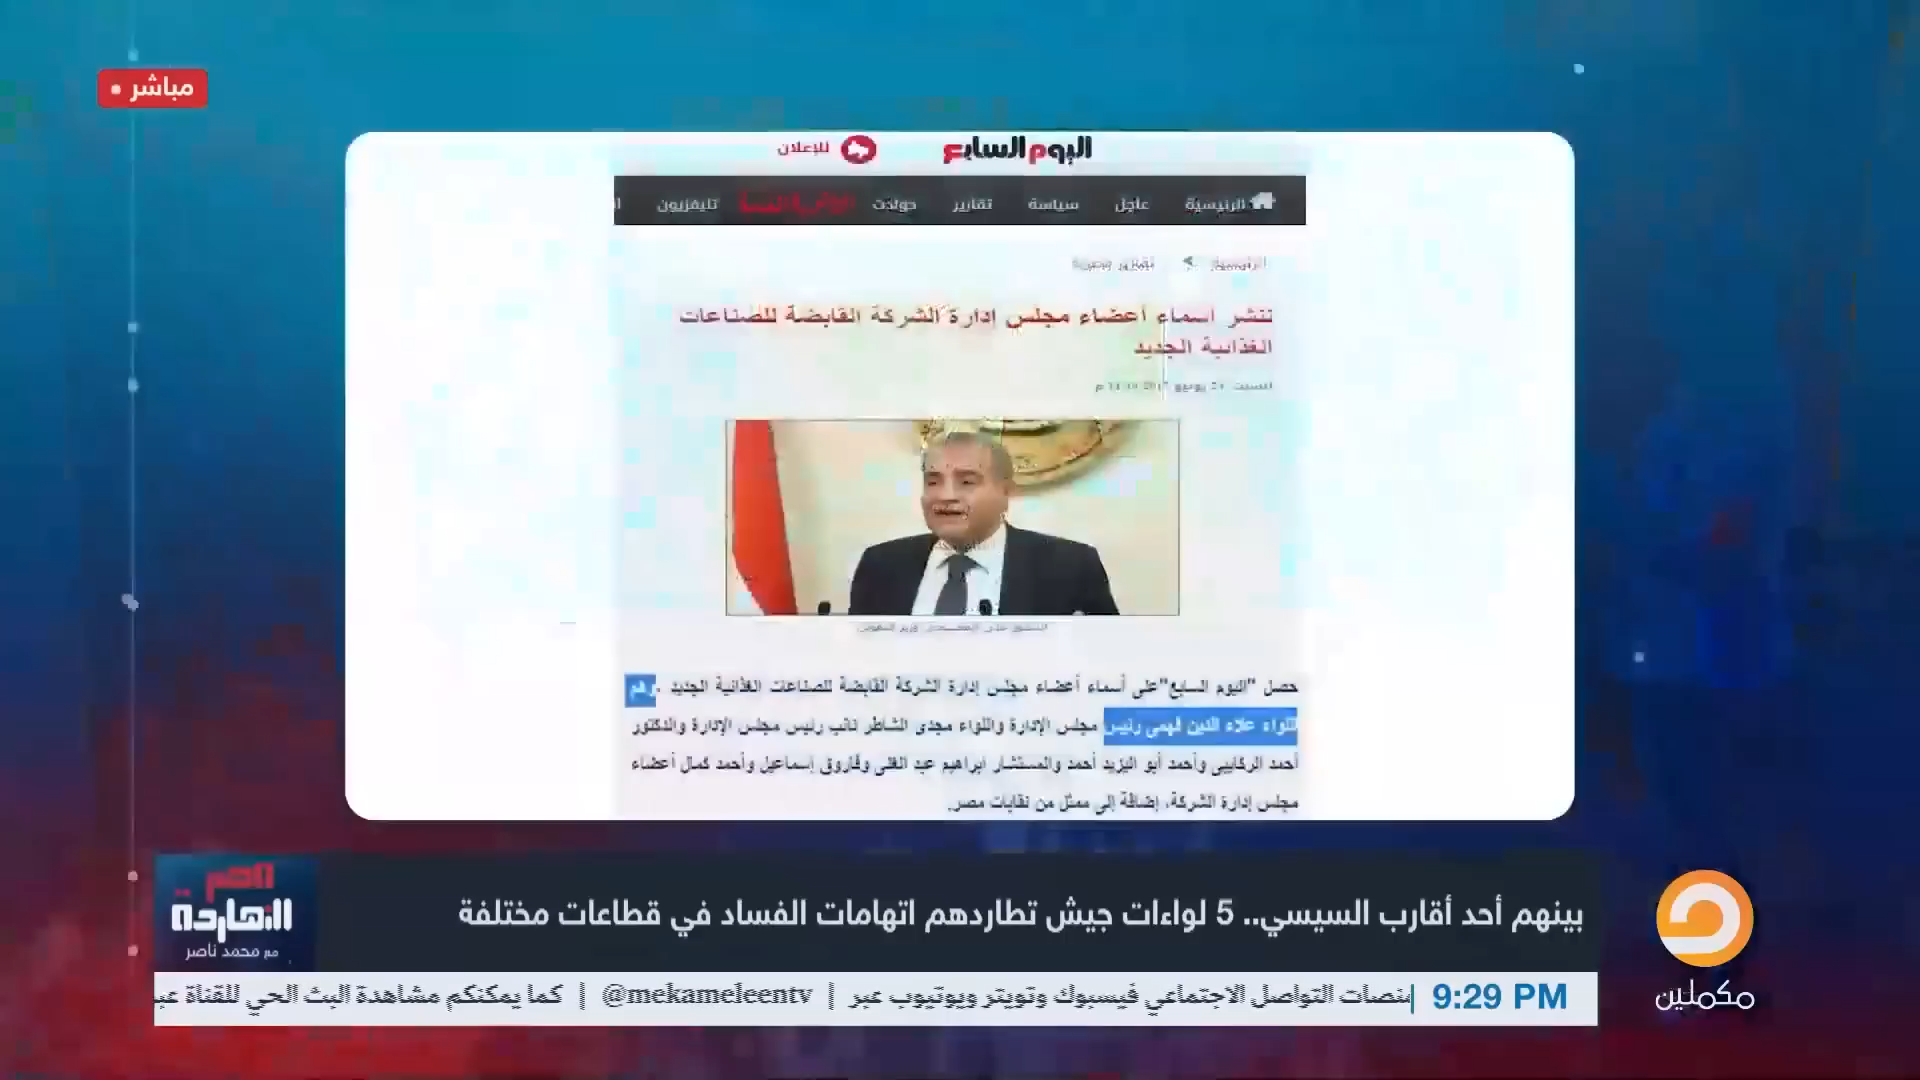 مباشر
اليوم السابع
للإعلان
الرئيسية عاجل سياسة تقارير حوادث تليفزيون
الرئيسية
ننشر أسماء أعضاء مجلس إدارة الشركة القابضة للصناعات
الغذائية الجديد
حصل "اليوم السابع"على أسماء أعضاء مجلس إدارة الشركة القابضة للصناعات الغذائية الجديد ،وهم
اللواء علاء الدين فهمى رئيس مجلس الإدارة واللواء مجدى الشاطر نائب رئيس مجلس الإدارة والدكتور
أحمد الركايبى وأحمد أبو اليزيد أحمد والمستشار ابراهيم عبد الغنى وفاروق إسماعيل وأحمد كمال أعضاء
مجلس إدارة الشركة، إضافة إلى ممثل من نقابات مصر.
بينهم أحد أقارب السيسي.. 5 لواءات جيش تطاردهم اتهامات الفساد في قطاعات مختلفة
مصر
النهاردة
مع محمد ناصر
9:29 PM
منصات التواصل الاجتماعي فيسبوك وتويتر ويوتيوب عبر | @mekameleentv | كما يمكنكم مشاهدة البث الحي للقناة عبر
مكملين